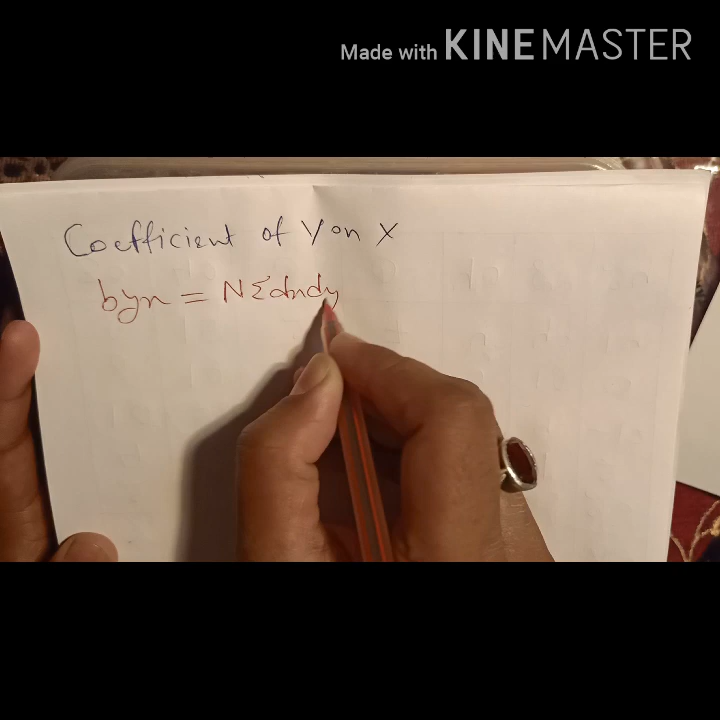 Made with KINEMASTER
Coefficient of Y on X
byx = NΣdxdy